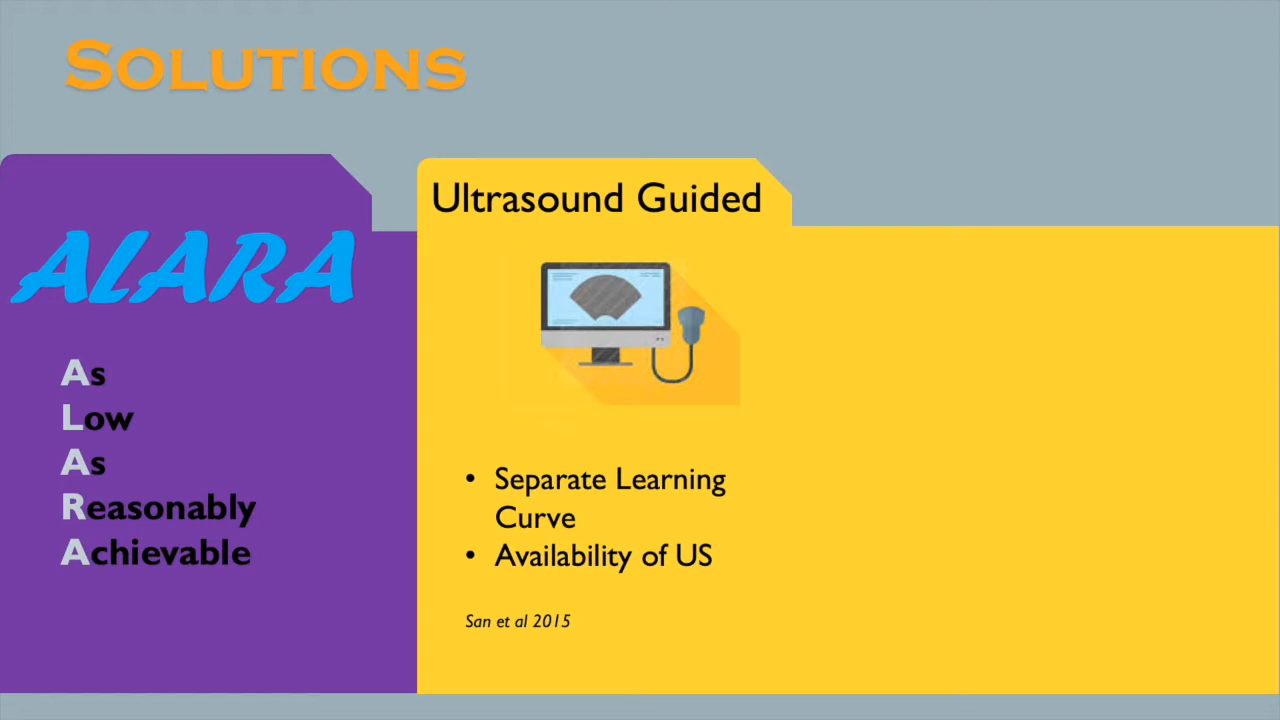 SOLUTIONS
ALARA
As
Low
As
Reasonably
Achievable
Ultrasound Guided
• Separate Learning
Curve
• Availability of US
San et al 2015